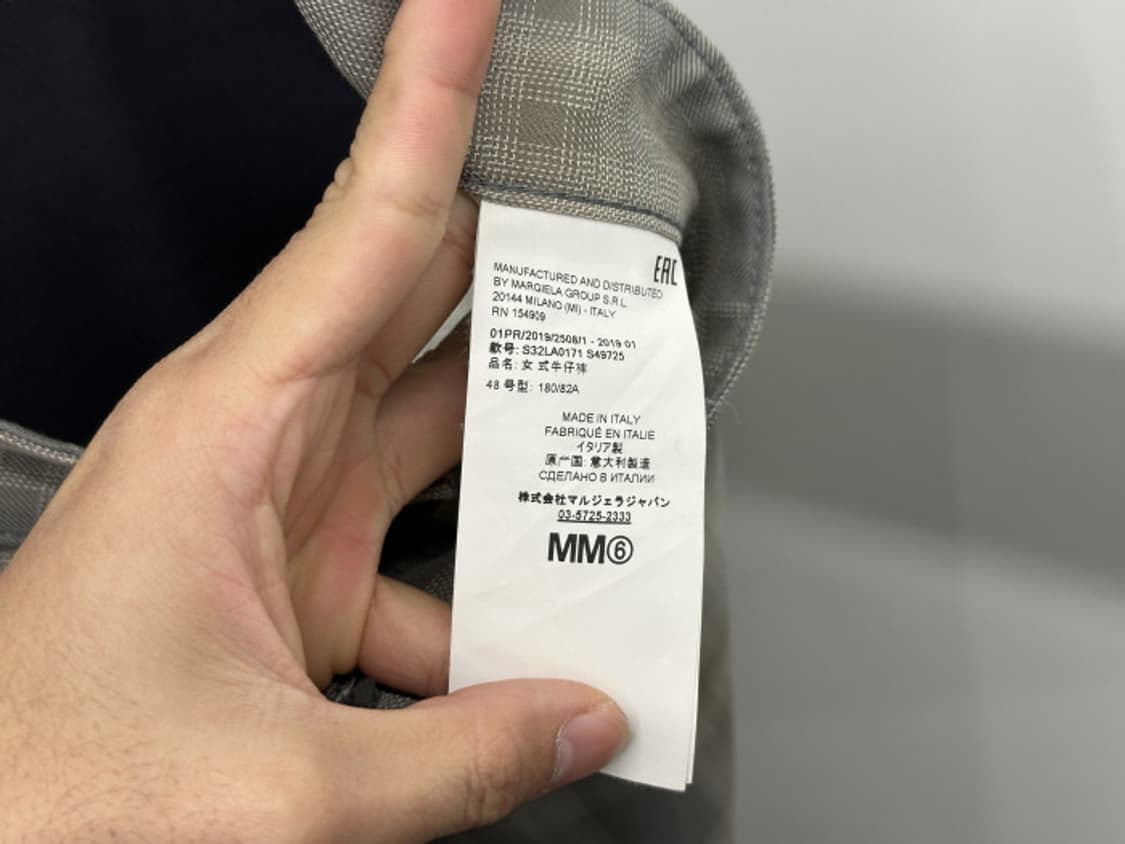 EAC
MANUFACTURED AND DISTRIBUTED
BY MARGIELA GROUP S.R.L.
20144 MILANO (MI) - ITALY
RN 154909
01PR/2019/2508/1 - 2019 01
款号: S32LA0171 S49725
品名: 女式牛仔裤
48 号型: 180/82A
MADE IN ITALY
FABRIQUÉ EN ITALIE
イタリア製
原产国: 意大利製造
СДЕЛАНО В ИТАЛИИ
株式会社マルジェラジャパン
03-5725-2333
MM⑥